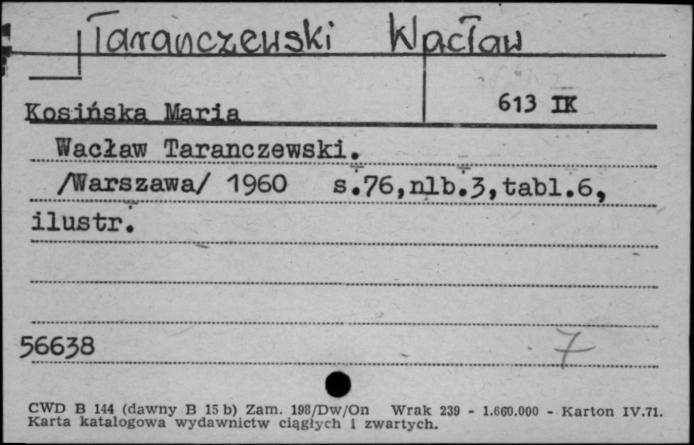 Taranczewski Wacław
613 IK
Kosińska Maria
Wacław Taranczewski.
/Warszawa/ 1960 s.76,nlb.3,tabl.6,
ilustr.
56638
7
CWD B 144 (dawny B 15 b) Zam. 198/Dw/On Wrak 239 - 1.660.000 - Karton IV.71.
Karta katalogowa wydawnictw ciągłych i zwartych.